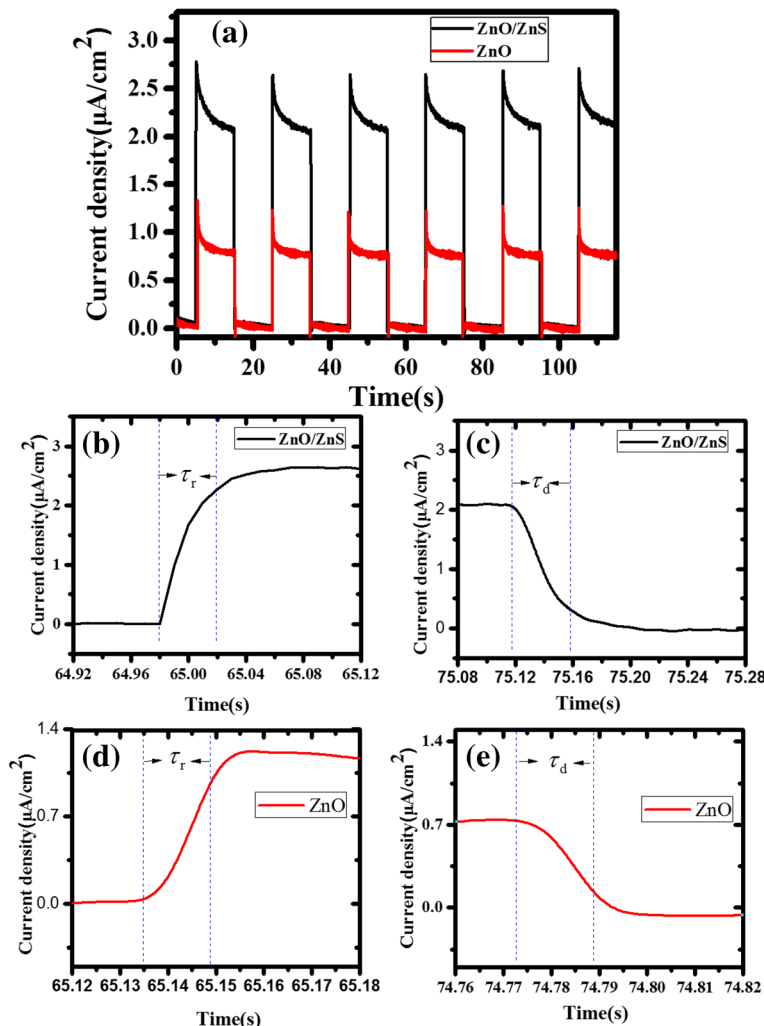 (a)
ZnO/ZnS
ZnO
Current density(μA/cm²)
3.0
2.5
2.0
1.5
1.0
0.5
0.0
0 20 40 60 80 100
Time(s)
(b)
ZnO/ZnS
τr
Current density(μA/cm²)
3
2
1
0
64.92 64.96 65.00 65.04 65.08 65.12
Time(s)
(c)
ZnO/ZnS
τd
Current density(μA/cm²)
3
2
1
0
75.08 75.12 75.16 75.20 75.24 75.28
Time(s)
(d)
τr
ZnO
Current density(μA/cm²)
1.4
0.7
0.0
65.12 65.13 65.14 65.15 65.16 65.17 65.18
Time(s)
(e)
τd
ZnO
Current density(μA/cm²)
1.4
0.7
0.0
74.76 74.77 74.78 74.79 74.80 74.81 74.82
Time(s)